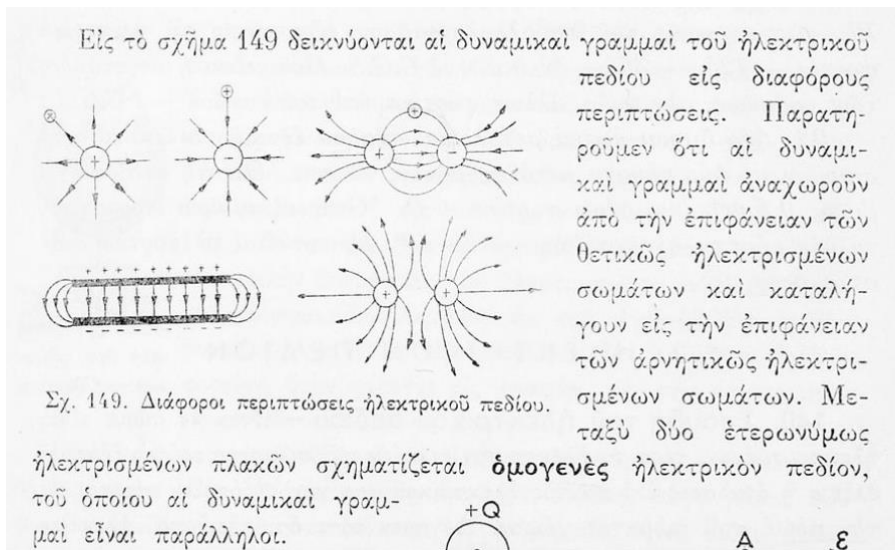 Εἰς τὸ σχῆμα 149 δεικνύονται αἱ δυναμικαὶ γραμμαὶ τοῦ ἠλεκτρικοῦ
πεδίου εἰς διαφόρους
περιπτώσεις. Παρατη-
ροῦμεν ὅτι αἱ δυναμι-
καὶ γραμμαὶ ἀναχωροῦν
ἀπὸ τὴν ἐπιφάνειαν τῶν
θετικῶς ἠλεκτρισμένων
σωμάτων καὶ καταλή-
γουν εἰς τὴν ἐπιφάνειαν
τῶν ἀρνητικῶς ἠλεκτρι-
σμένων σωμάτων. Με-
ταξὺ δύο ἑτερωνύμως
Σχ. 149. Διάφοροι περιπτώσεις ἠλεκτρικοῦ πεδίου.
ἠλεκτρισμένων πλακῶν σχηματίζεται ὁμογενὲς ἠλεκτρικὸν πεδίον,
τοῦ ὁποίου αἱ δυναμικαὶ γραμ-
μαὶ εἶναι παράλληλοι.
+Q
A
ℰ